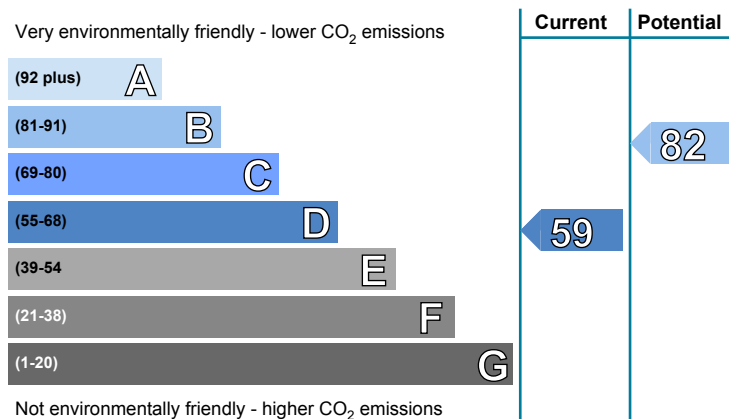 Current Potential
Very environmentally friendly - lower CO₂ emissions
(92 plus) A
(81-91) B
82
(69-80) C
(55-68) D
59
(39-54 E
(21-38) F
(1-20) G
Not environmentally friendly - higher CO₂ emissions